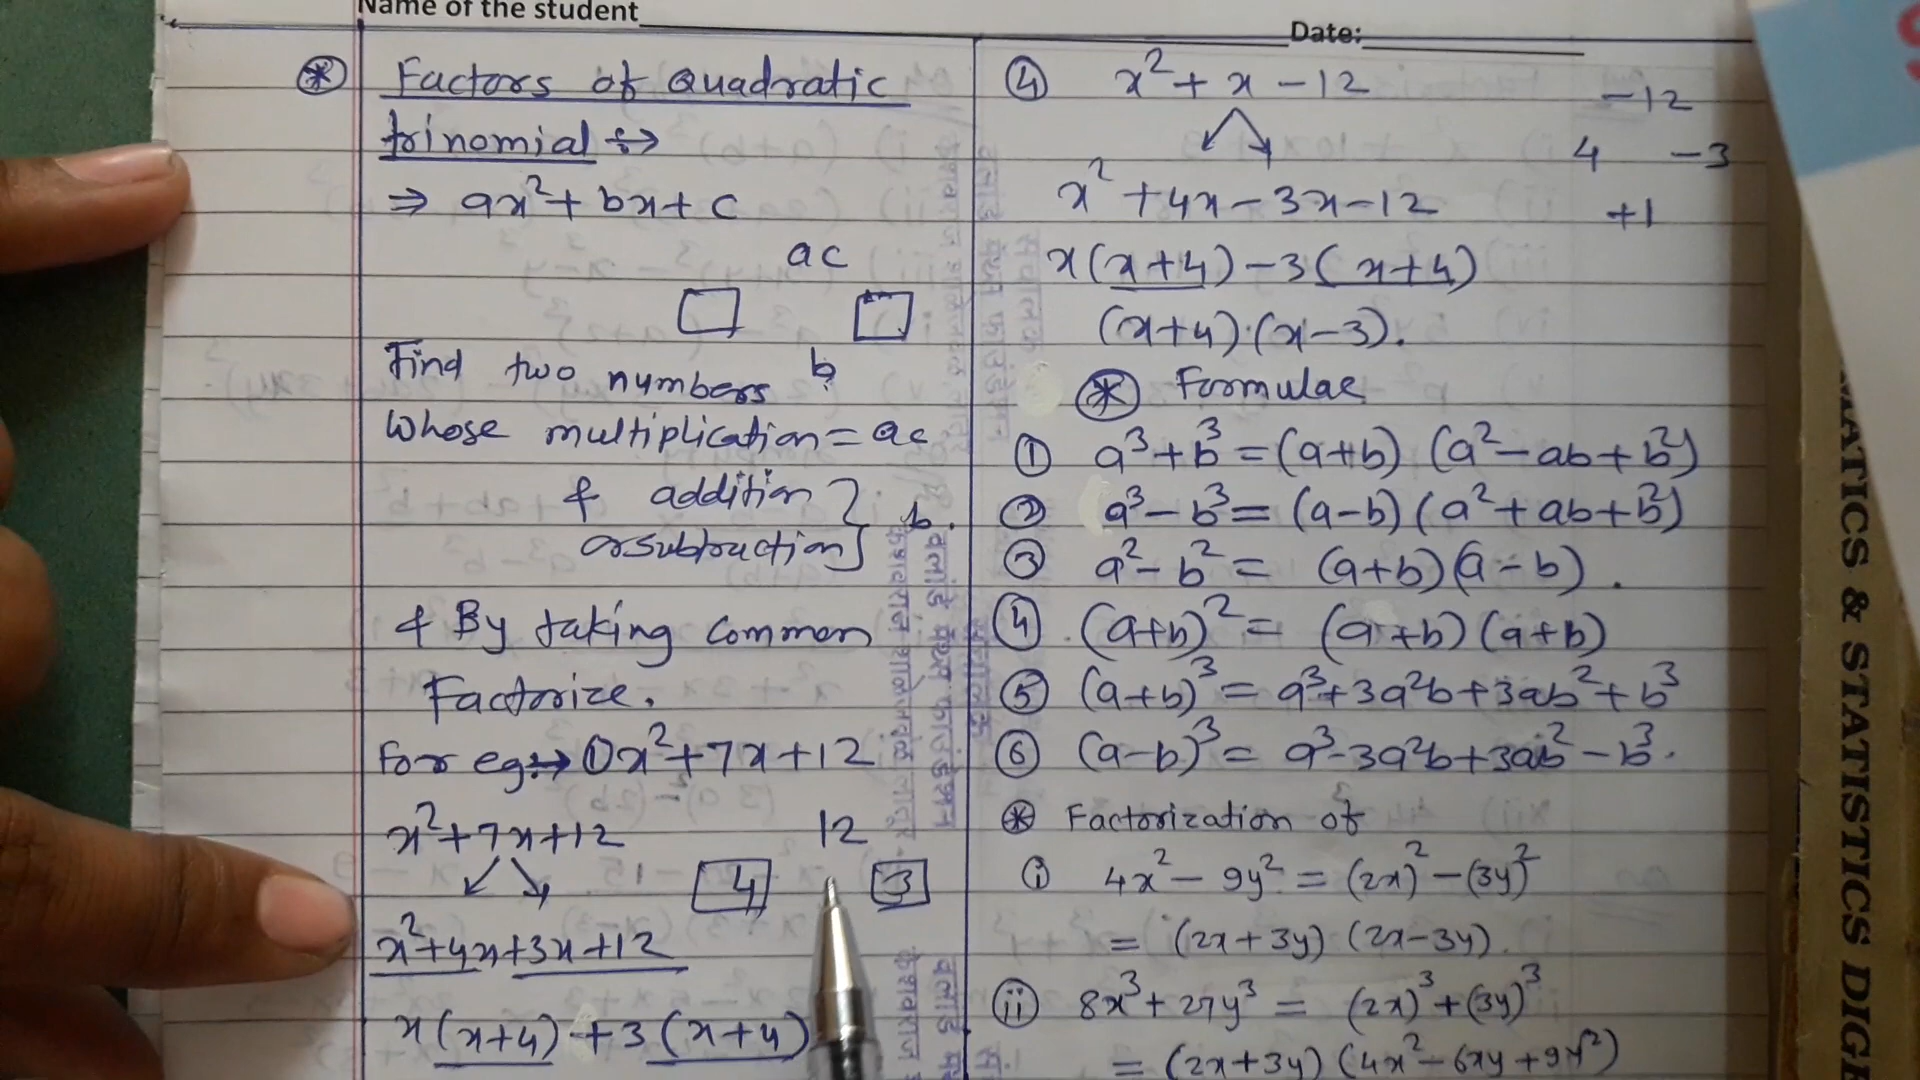 Name of the student
Date:
* Factors of Quadratic
trinomial ÷→
⇒ ax²+bx+c
ac
b
Find two numbers
Whose multiplication = ac
& addition } b.
or subtraction
& By taking common
Factorize.
For eg:→ ① x²+7x+12
x²+7x+12 12
4 3
x²+4x+3x+12
x(x+4)+3(x+4)
④ x²+x-12 -12
4 -3
x²+4x-3x-12 +1
x(x+4)-3(x+4)
(x+4)·(x-3).
* Formulae
① a³+b³=(a+b) (a²-ab+b²)
② a³-b³= (a-b) (a²+ab+b²)
③ a²-b² = (a+b)(a-b).
④ (a+b)² = (a+b)(a+b)
⑤ (a+b)³ = a³+3a²b+3ab²+b³
⑥ (a-b)³ = a³-3a²b+3ab²-b³.
* Factorization of
ⓘ 4x²- 9y² = (2x)²-(3y)²
= (2x+3y) (2x-3y).
ⓘⓘ 8x³+27y³ = (2x)³+(3y)³
= (2x+3y) (4x²-6xy+9y²)
MATICS & STATISTICS DIGE